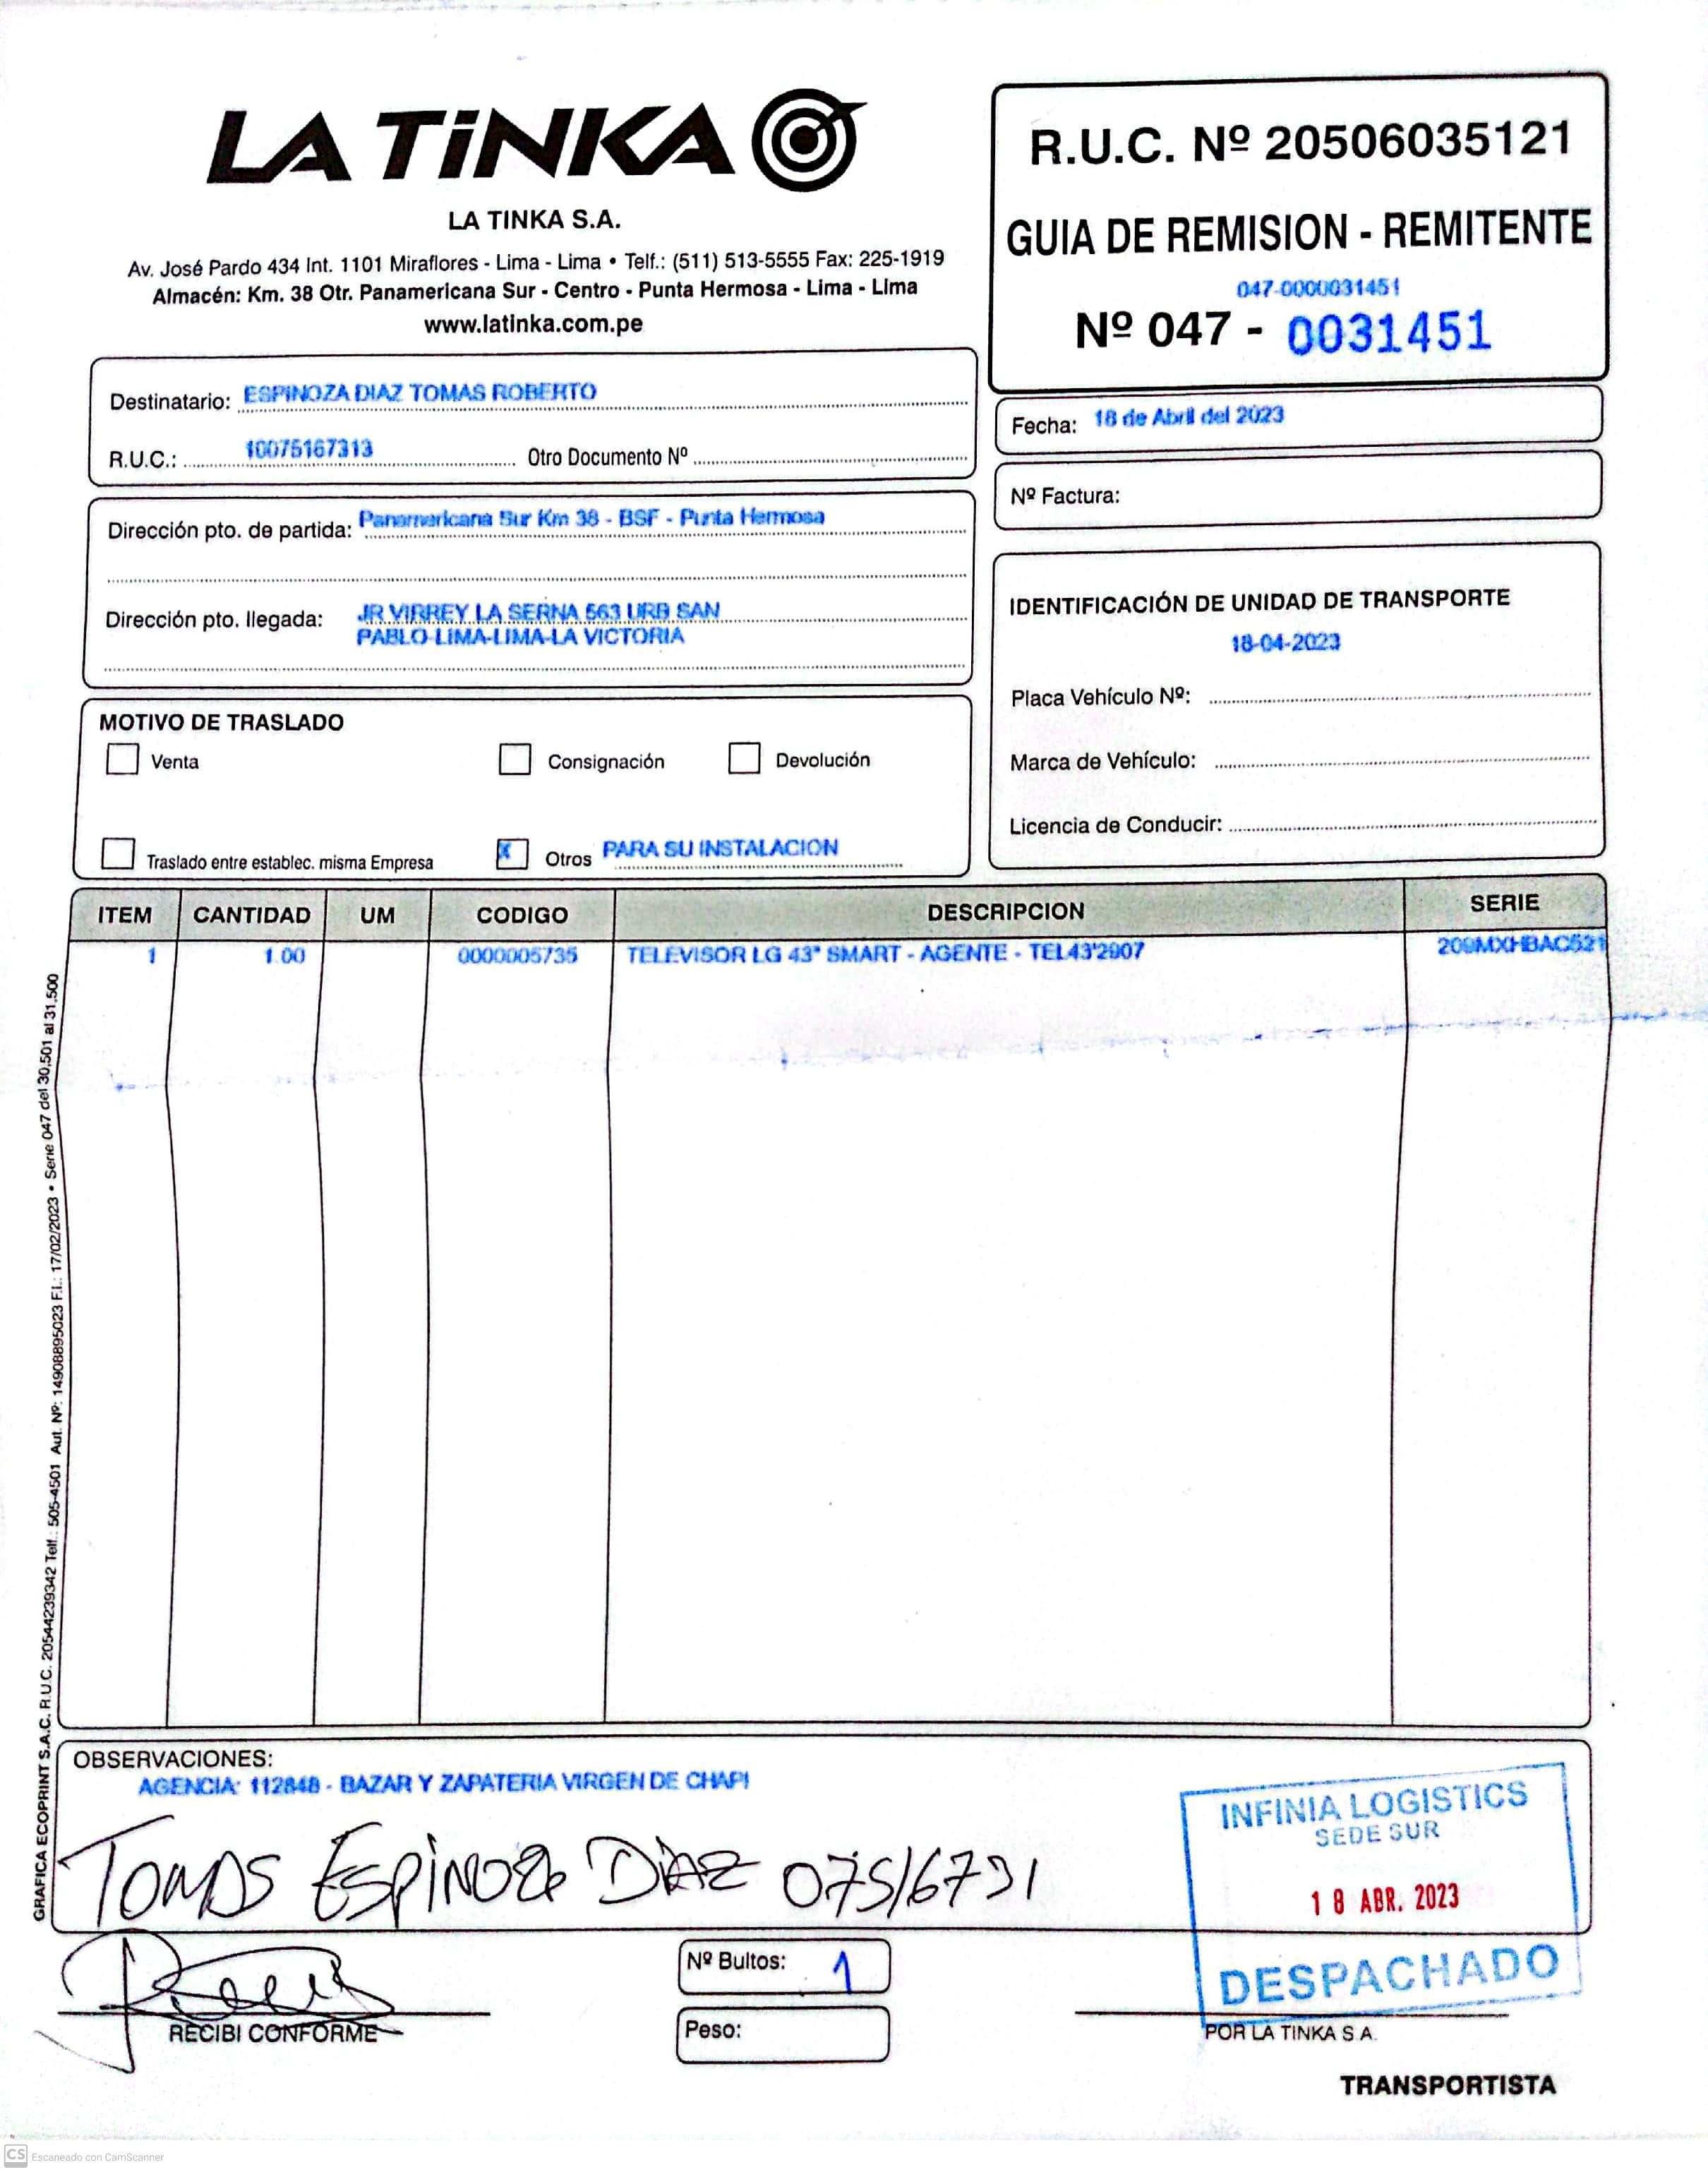 LA TiNKA
LA TINKA S.A.
Av. José Pardo 434 Int. 1101 Miraflores - Lima - Lima • Telf.: (511) 513-5555 Fax: 225-1919
Almacén: Km. 38 Otr. Panamericana Sur - Centro - Punta Hermosa - Lima - Lima
www.latinka.com.pe
R.U.C. Nº 20506035121
GUIA DE REMISION - REMITENTE
047-0000031451
Nº 047 - 0031451
Destinatario: ESPINOZA DIAZ TOMAS ROBERTO
R.U.C.: 10075167313 Otro Documento Nº
Fecha: 18 de Abril del 2023
Nº Factura:
Dirección pto. de partida: Panamericana Sur Km 38 - BSF - Punta Hermosa
Dirección pto. llegada: JR VIRREY LA SERNA 563 URB SAN
PABLO-LIMA-LIMA-LA VICTORIA
IDENTIFICACIÓN DE UNIDAD DE TRANSPORTE
18-04-2023
Placa Vehículo Nº:
Marca de Vehículo:
Licencia de Conducir:
MOTIVO DE TRASLADO
Venta Consignación Devolución
Traslado entre establec. misma Empresa X Otros PARA SU INSTALACION
ITEM CANTIDAD UM CODIGO DESCRIPCION SERIE
1 1.00 0000005735 TELEVISOR LG 43" SMART - AGENTE - TEL43'2907 209MXHBAC521
GRAFICA ECOPRINT S.A.C. R.U.C. 20544239342 Telf.: 505-4501 Aut. Nº: 14908895023 F.I.: 17/02/2023 • Serie 047 del 30,501 al 31,500
OBSERVACIONES:
AGENCIA: 112848 - BAZAR Y ZAPATERIA VIRGEN DE CHAPI
TOMAS ESPINOZA DIAZ 07516731
INFINIA LOGISTICS
SEDE SUR
18 ABR. 2023
DESPACHADO
RECIBI CONFORME
Nº Bultos: 1
Peso:
POR LA TINKA S.A.
TRANSPORTISTA
CS Escaneado con CamScanner